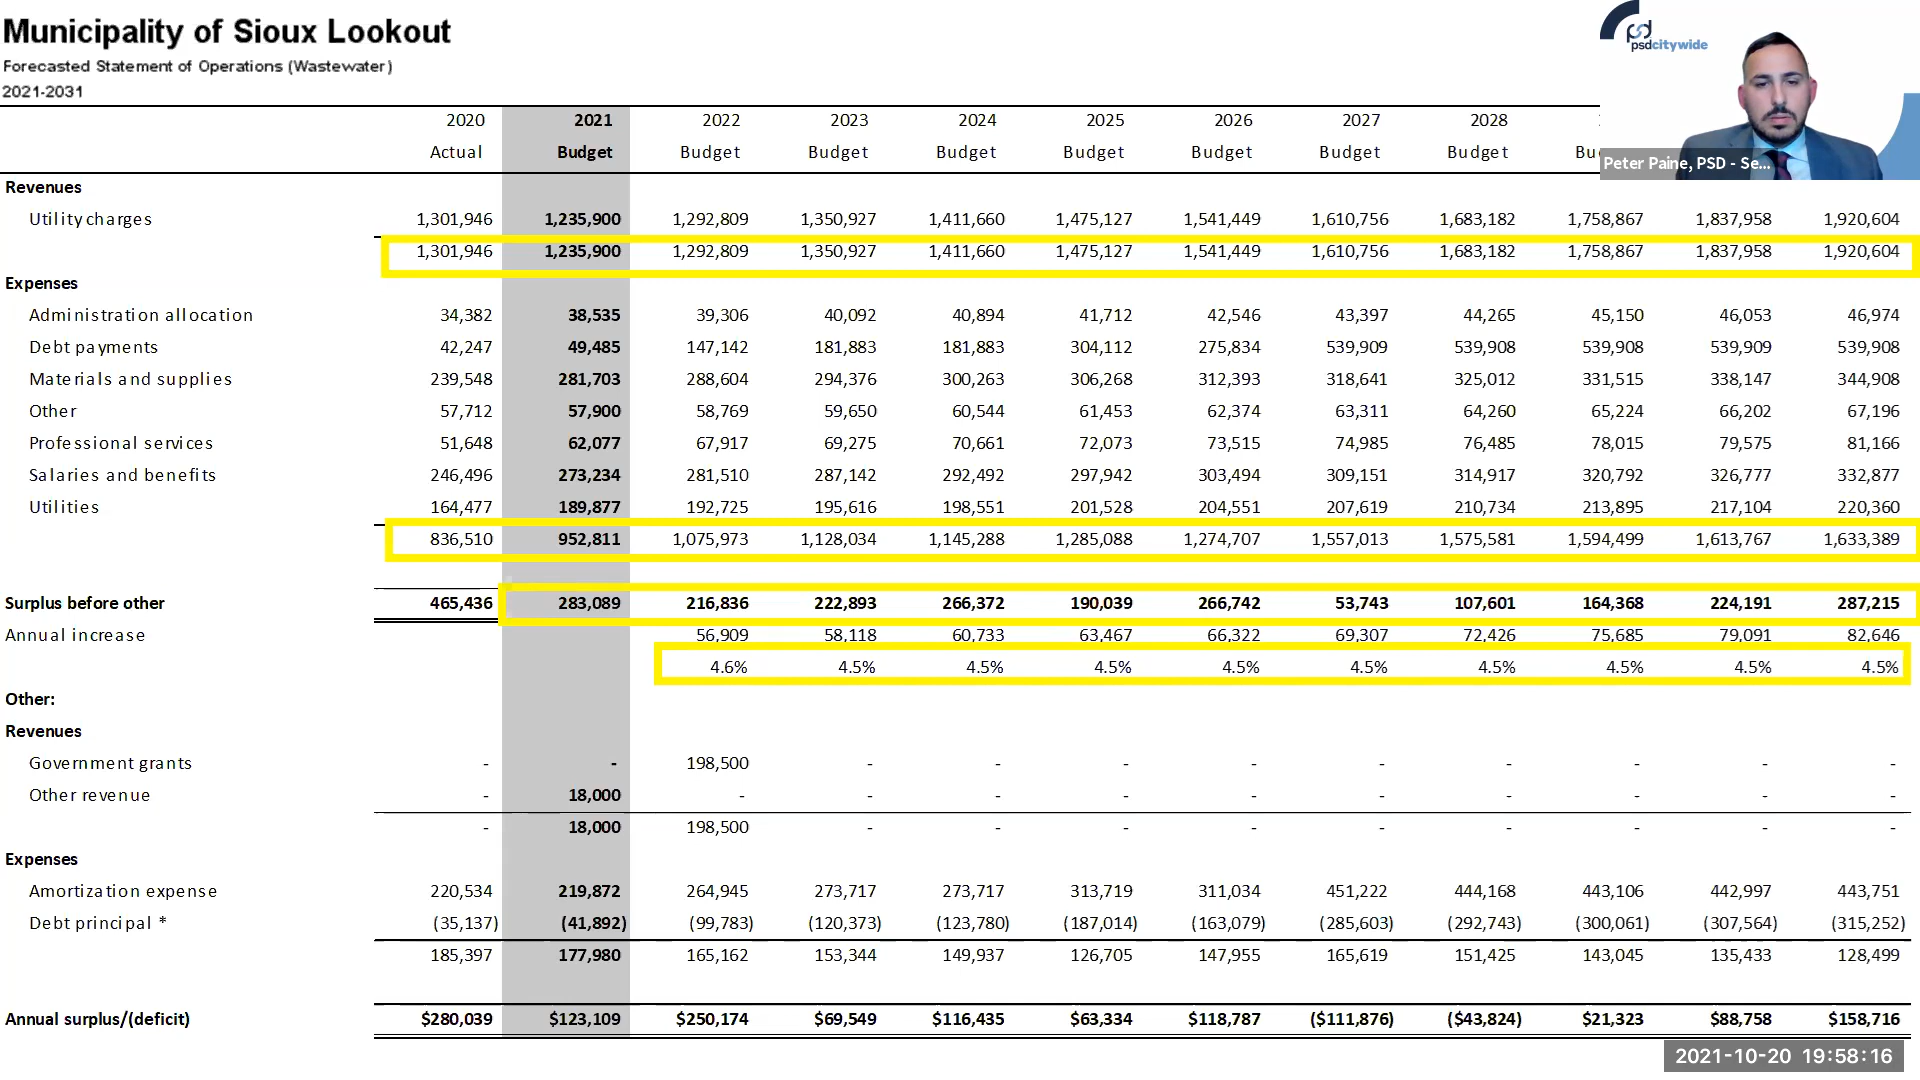 Municipality of Sioux Lookout
Forecasted Statement of Operations (Wastewater)
2021-2031
psd
psdcitywide
Peter Paine, PSD - Se...
2020 2021 2022 2023 2024 2025 2026 2027 2028
Actual Budget Budget Budget Budget Budget Budget Budget Budget Bu
Revenues
Utility charges 1,301,946 1,235,900 1,292,809 1,350,927 1,411,660 1,475,127 1,541,449 1,610,756 1,683,182 1,758,867 1,837,958 1,920,604
1,301,946 1,235,900 1,292,809 1,350,927 1,411,660 1,475,127 1,541,449 1,610,756 1,683,182 1,758,867 1,837,958 1,920,604
Expenses
Administration allocation 34,382 38,535 39,306 40,092 40,894 41,712 42,546 43,397 44,265 45,150 46,053 46,974
Debt payments 42,247 49,485 147,142 181,883 181,883 304,112 275,834 539,909 539,908 539,908 539,909 539,908
Materials and supplies 239,548 281,703 288,604 294,376 300,263 306,268 312,393 318,641 325,012 331,515 338,147 344,908
Other 57,712 57,900 58,769 59,650 60,544 61,453 62,374 63,311 64,260 65,224 66,202 67,196
Professional services 51,648 62,077 67,917 69,275 70,661 72,073 73,515 74,985 76,485 78,015 79,575 81,166
Salaries and benefits 246,496 273,234 281,510 287,142 292,492 297,942 303,494 309,151 314,917 320,792 326,777 332,877
Utilities 164,477 189,877 192,725 195,616 198,551 201,528 204,551 207,619 210,734 213,895 217,104 220,360
836,510 952,811 1,075,973 1,128,034 1,145,288 1,285,088 1,274,707 1,557,013 1,575,581 1,594,499 1,613,767 1,633,389
Surplus before other 465,436 283,089 216,836 222,893 266,372 190,039 266,742 53,743 107,601 164,368 224,191 287,215
Annual increase 56,909 58,118 60,733 63,467 66,322 69,307 72,426 75,685 79,091 82,646
4.6% 4.5% 4.5% 4.5% 4.5% 4.5% 4.5% 4.5% 4.5% 4.5%
Other:
Revenues
Government grants - - 198,500 - - - - - - - - -
Other revenue - 18,000 - - - - - - - - - -
- 18,000 198,500 - - - - - - - - -
Expenses
Amortization expense 220,534 219,872 264,945 273,717 273,717 313,719 311,034 451,222 444,168 443,106 442,997 443,751
Debt principal * (35,137) (41,892) (99,783) (120,373) (123,780) (187,014) (163,079) (285,603) (292,743) (300,061) (307,564) (315,252)
185,397 177,980 165,162 153,344 149,937 126,705 147,955 165,619 151,425 143,045 135,433 128,499
Annual surplus/(deficit) $280,039 $123,109 $250,174 $69,549 $116,435 $63,334 $118,787 ($111,876) ($43,824) $21,323 $88,758 $158,716
2021-10-20 19:58:16